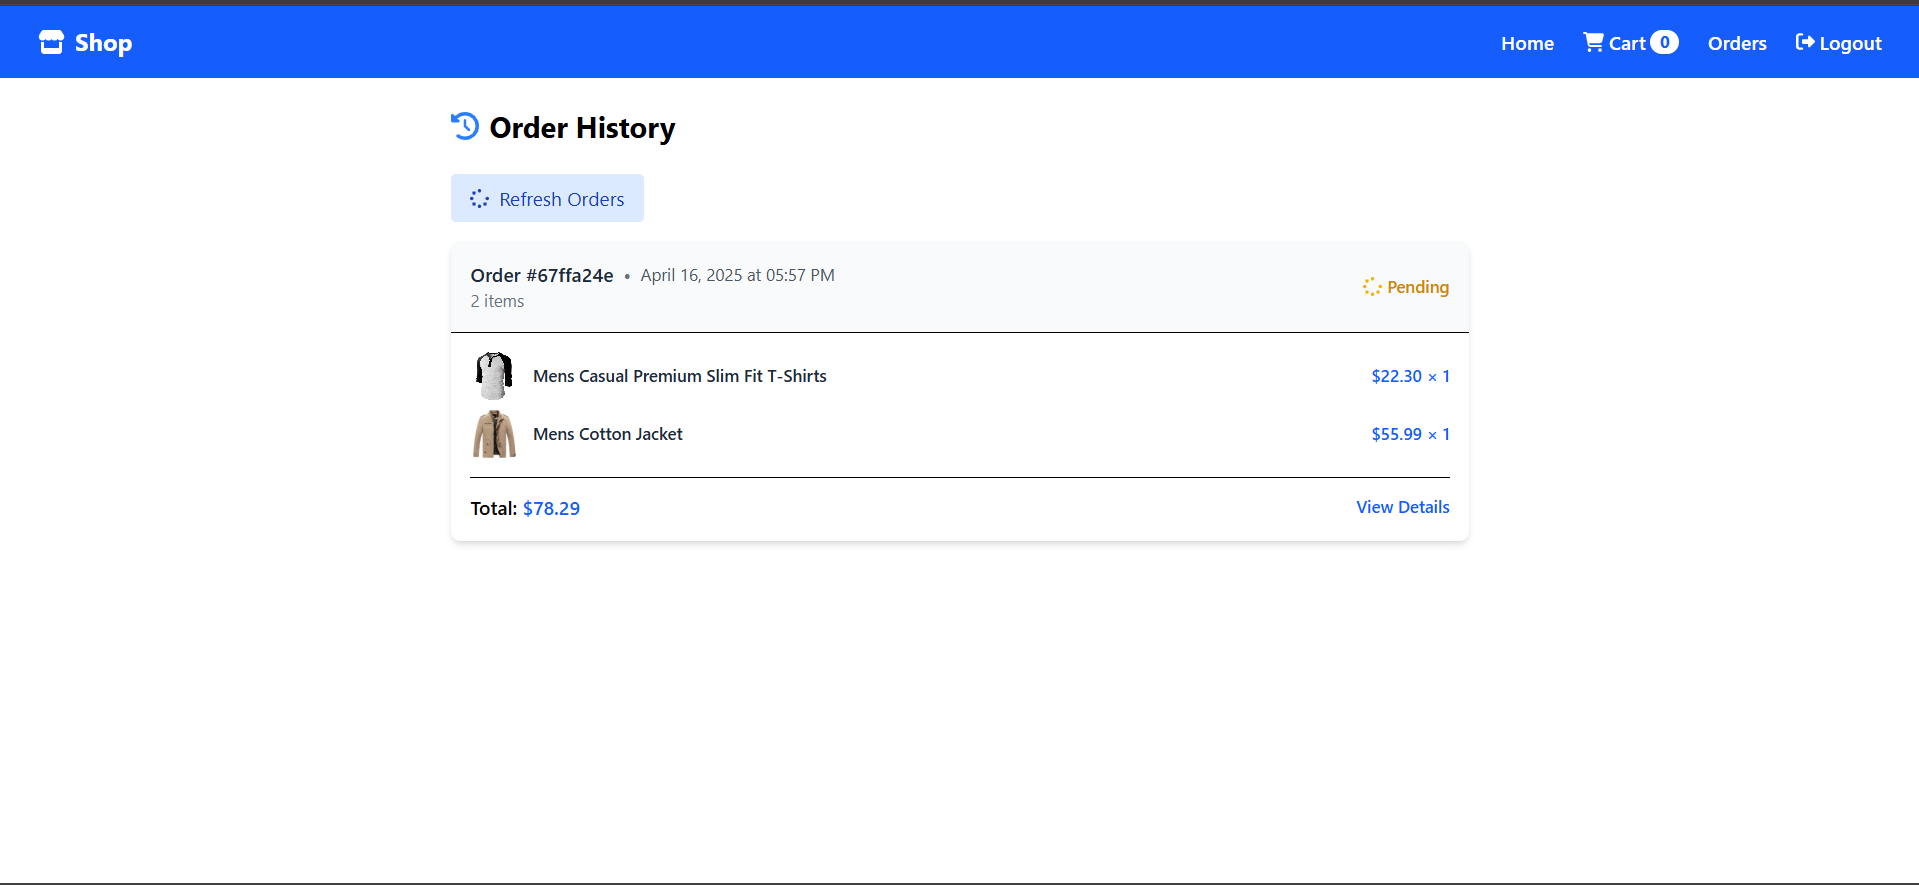 Shop
Home Cart 0 Orders Logout
Order History
Refresh Orders
Order #67ffa24e • April 16, 2025 at 05:57 PM
2 items
Pending
Mens Casual Premium Slim Fit T-Shirts $22.30 × 1
Mens Cotton Jacket $55.99 × 1
Total: $78.29 View Details